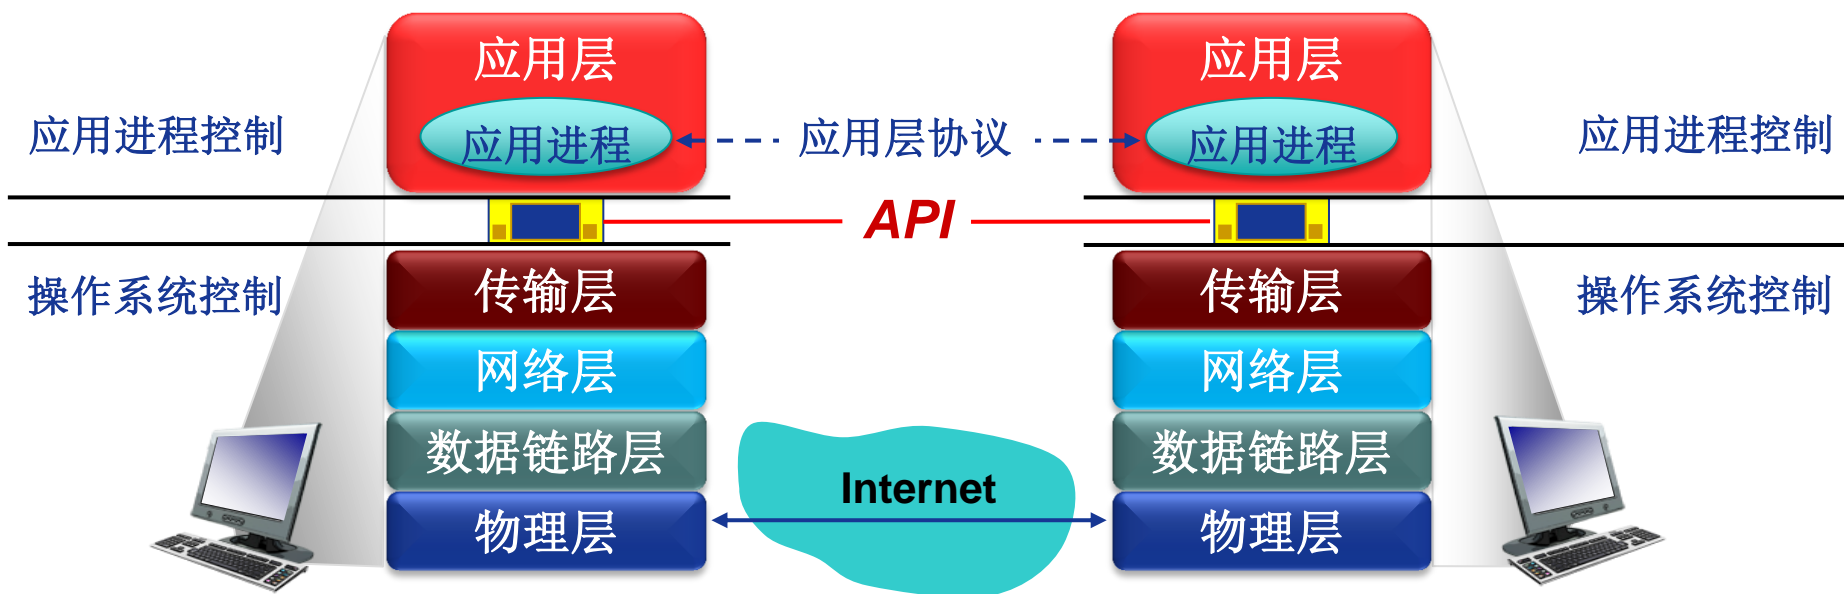 应用层
应用层
应用进程控制
应用进程
应用层协议
应用进程
应用进程控制
API
操作系统控制
传输层
传输层
操作系统控制
网络层
网络层
数据链路层
数据链路层
Internet
物理层
物理层